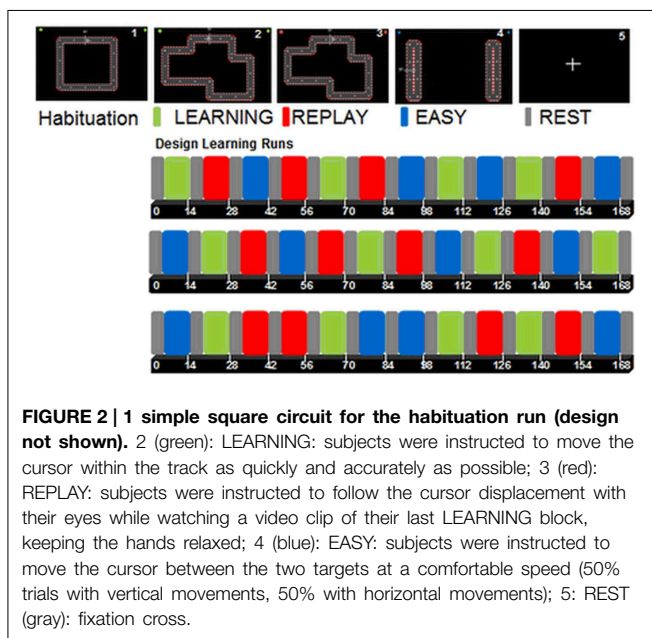 1 2 3 4 5
Habituation LEARNING REPLAY EASY REST
Design Learning Runs
0 14 28 42 56 70 84 98 112 126 140 154 168
0 14 28 42 56 70 84 98 112 126 140 154 168
0 14 28 42 56 70 84 98 112 126 140 154 168
FIGURE 2 | 1 simple square circuit for the habituation run (design
not shown). 2 (green): LEARNING: subjects were instructed to move the
cursor within the track as quickly and accurately as possible; 3 (red):
REPLAY: subjects were instructed to follow the cursor displacement with
their eyes while watching a video clip of their last LEARNING block,
keeping the hands relaxed; 4 (blue): EASY: subjects were instructed to
move the cursor between the two targets at a comfortable speed (50%
trials with vertical movements, 50% with horizontal movements); 5: REST
(gray): fixation cross.